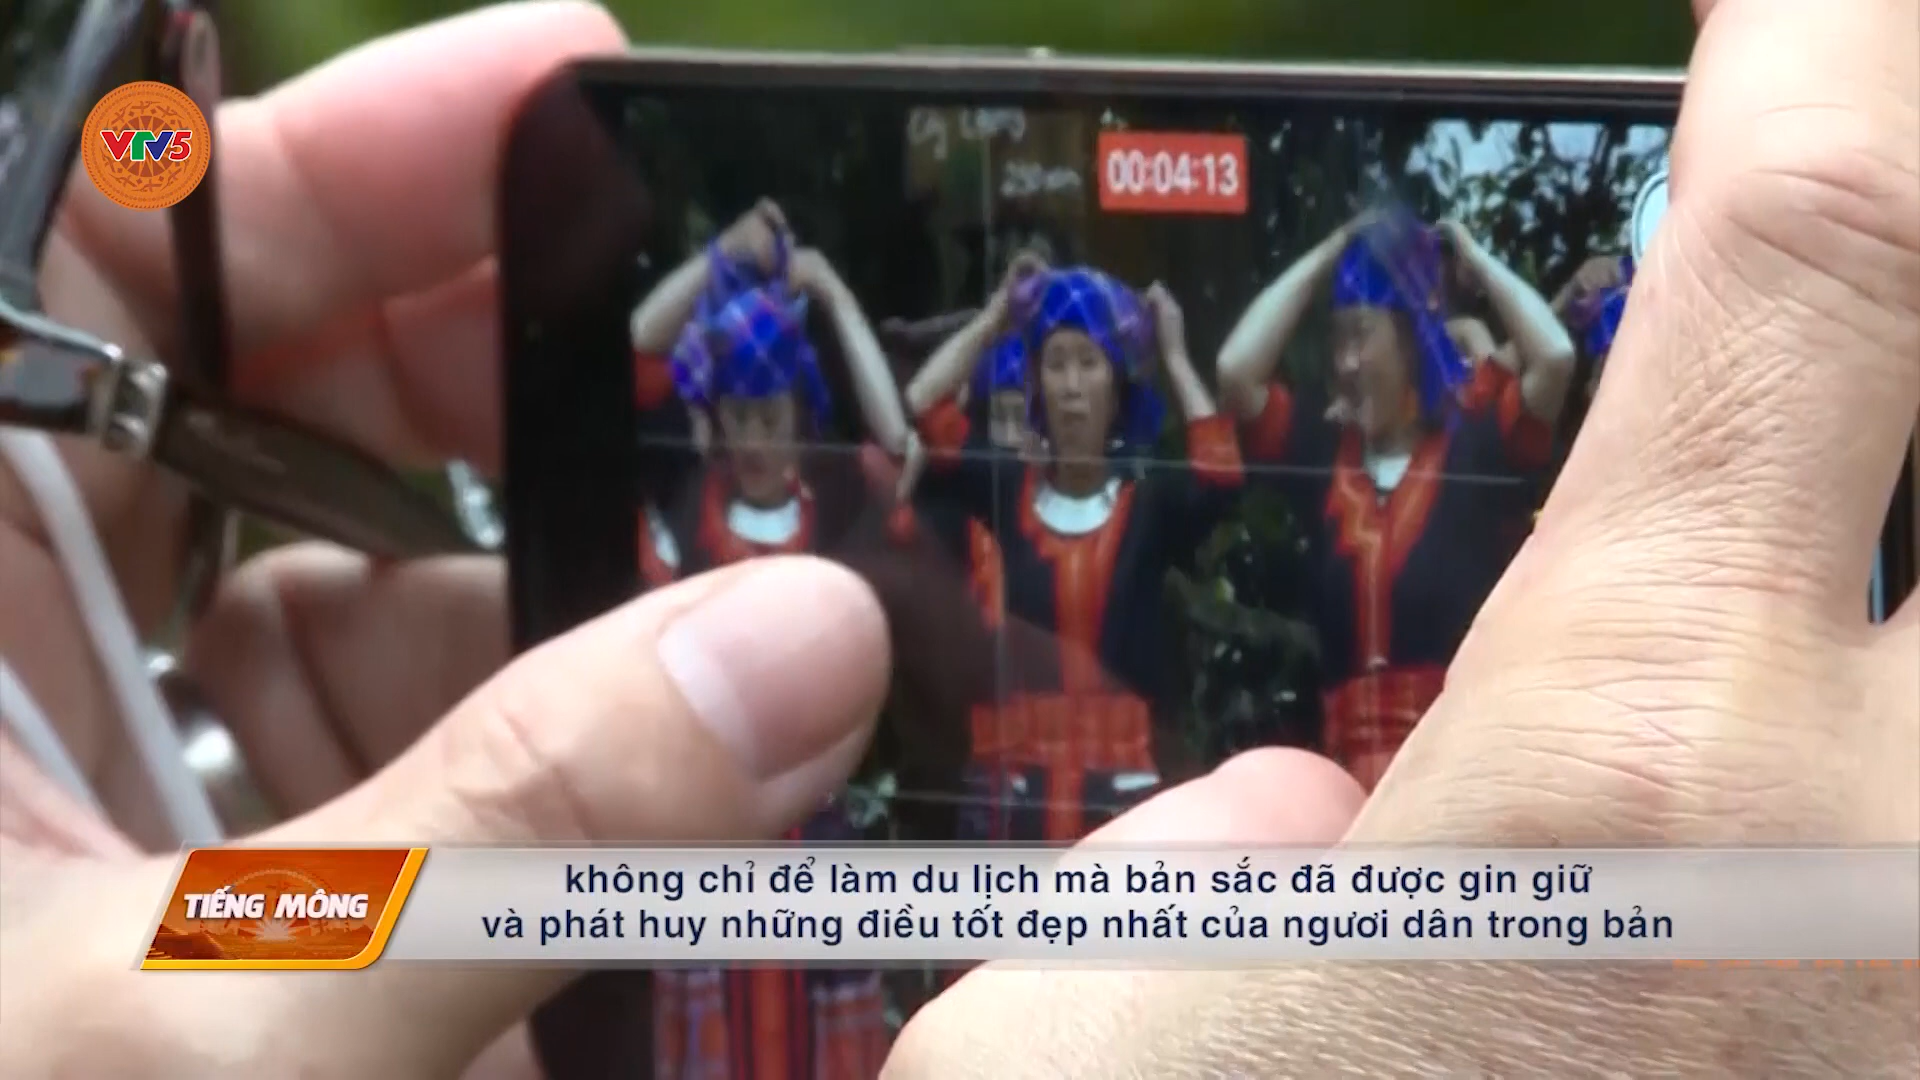 VTV5
00:04:13
TIẾNG MÔNG
không chỉ để làm du lịch mà bản sắc đã được gin giữ
và phát huy những điều tốt đẹp nhất của ngươi dân trong bản